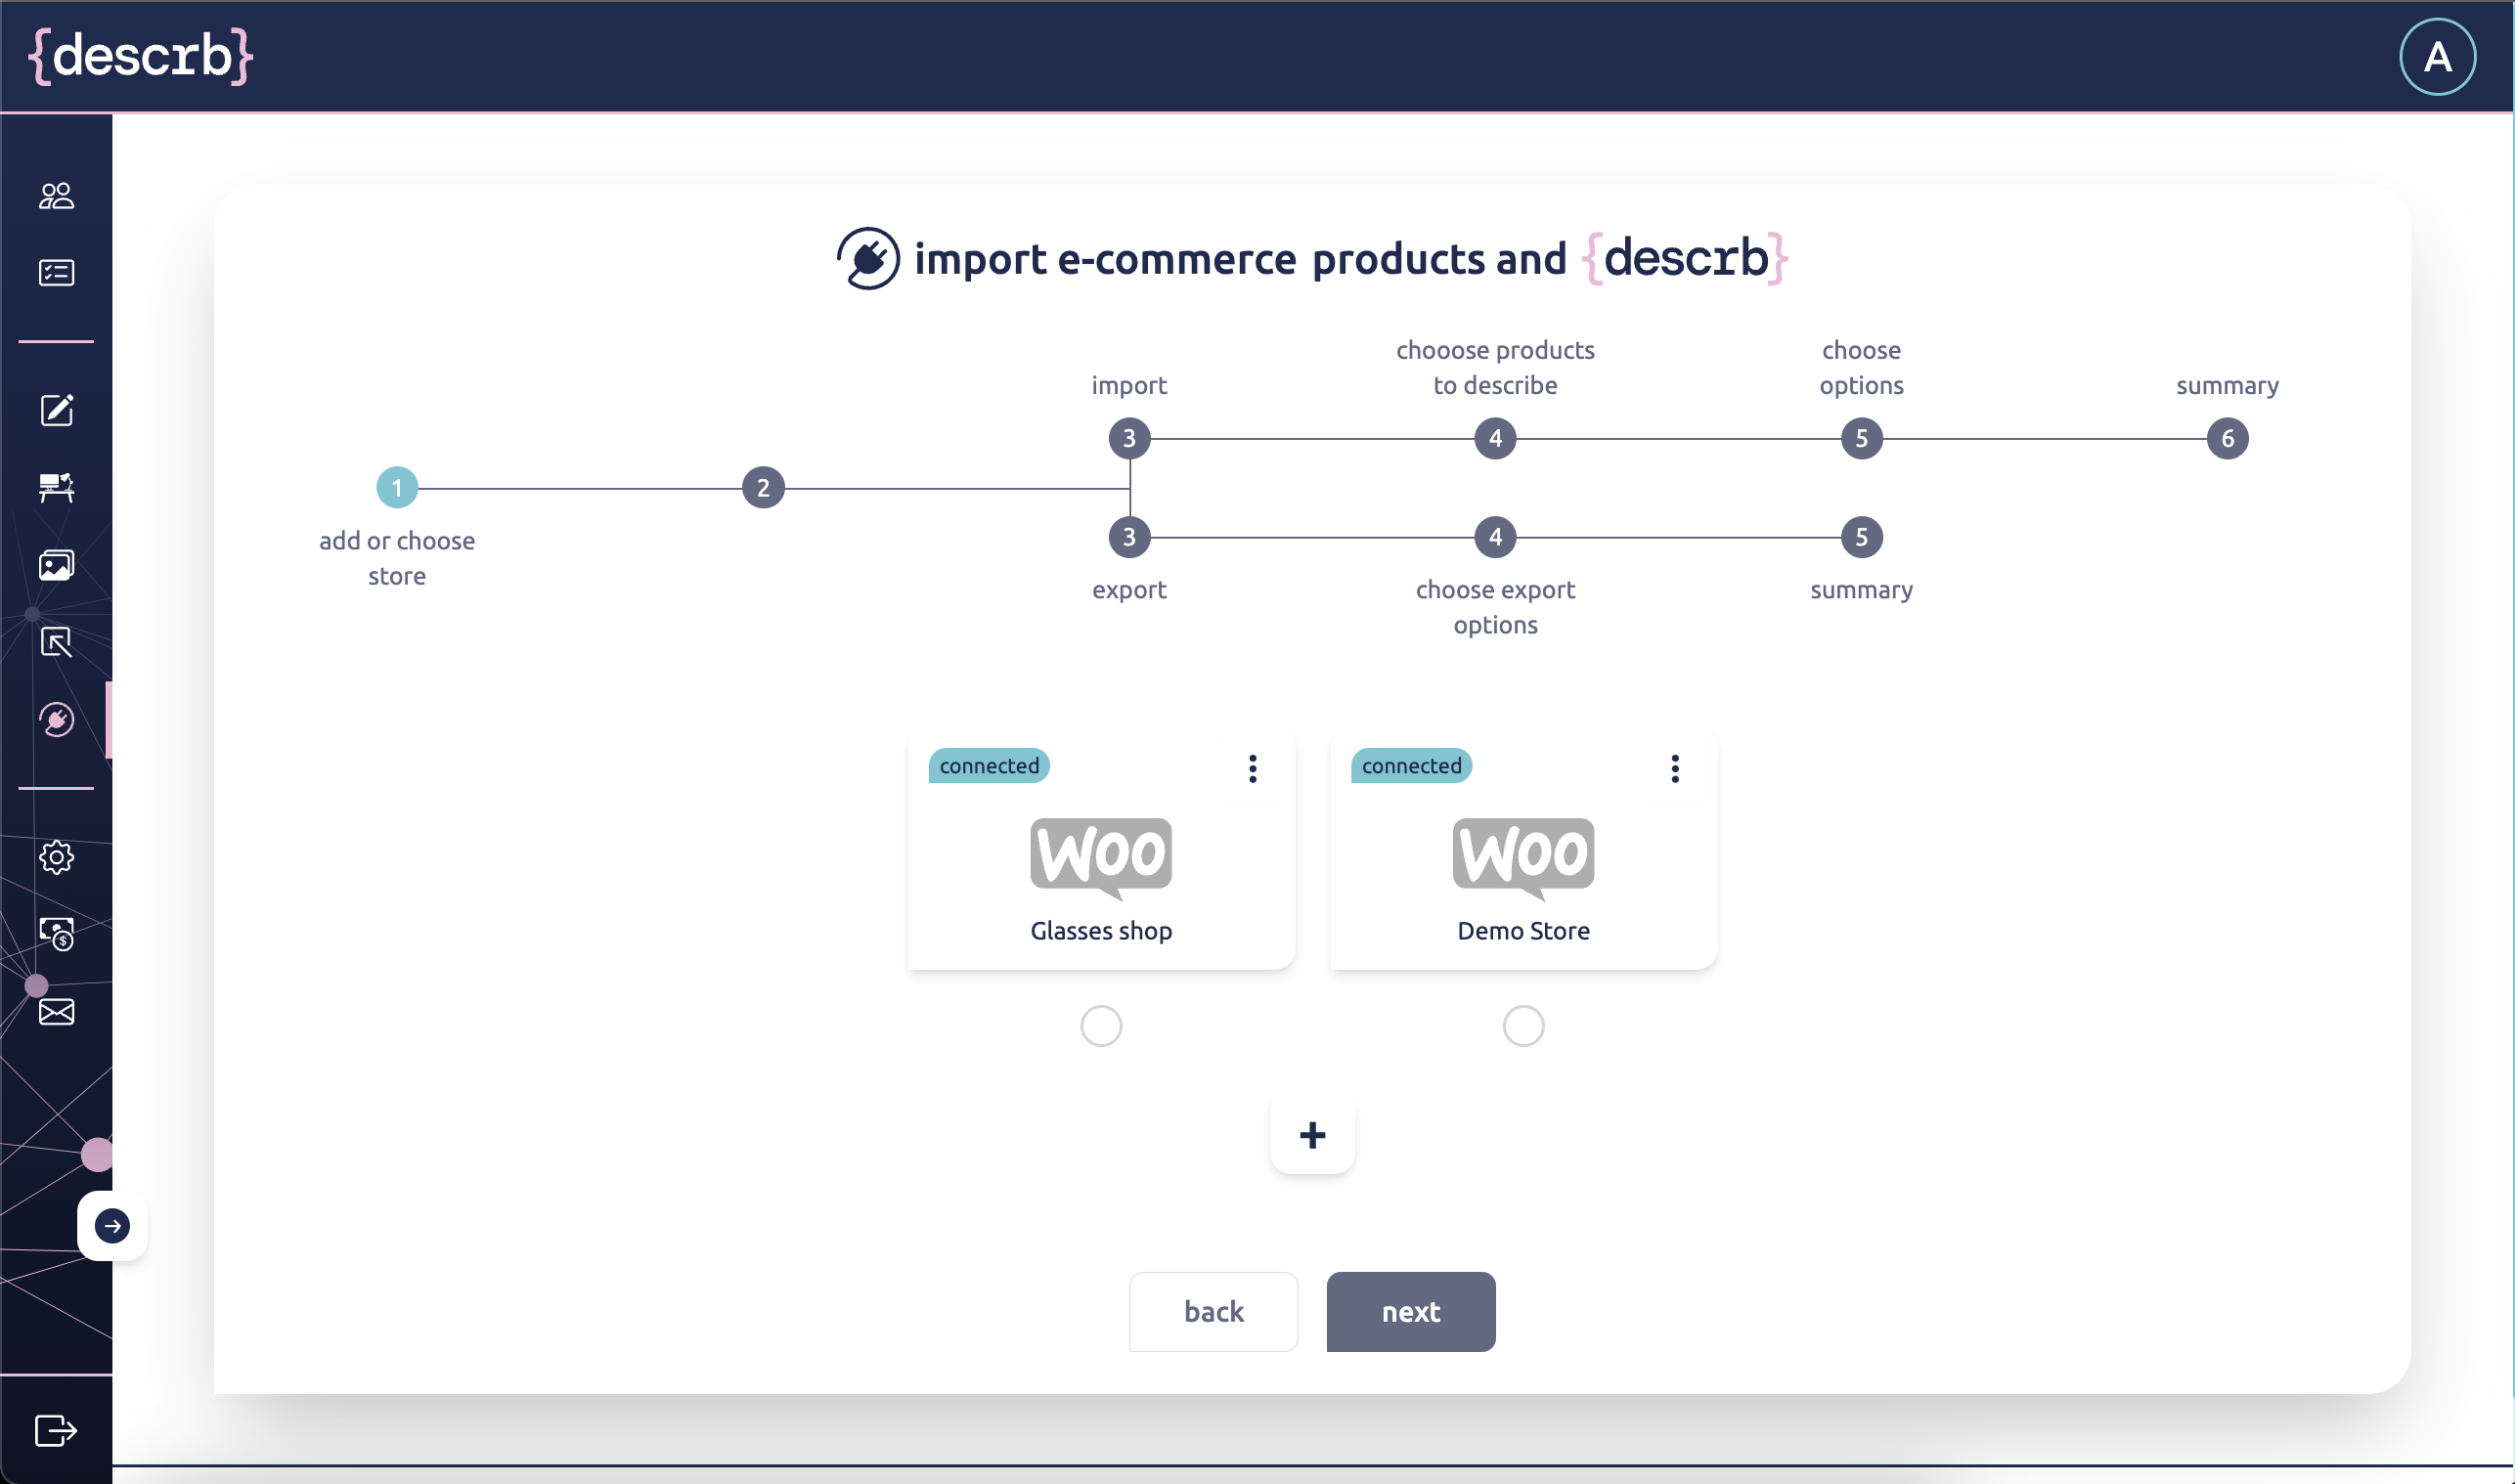 {descrb}
A
import e-commerce products and {descrb}
import
chooose products
to describe
choose
options
summary
3
4
5
6
1
2
add or choose
store
3
4
5
export
choose export
options
summary
connected
connected
Woo
Woo
Glasses shop
Demo Store
+
back
next